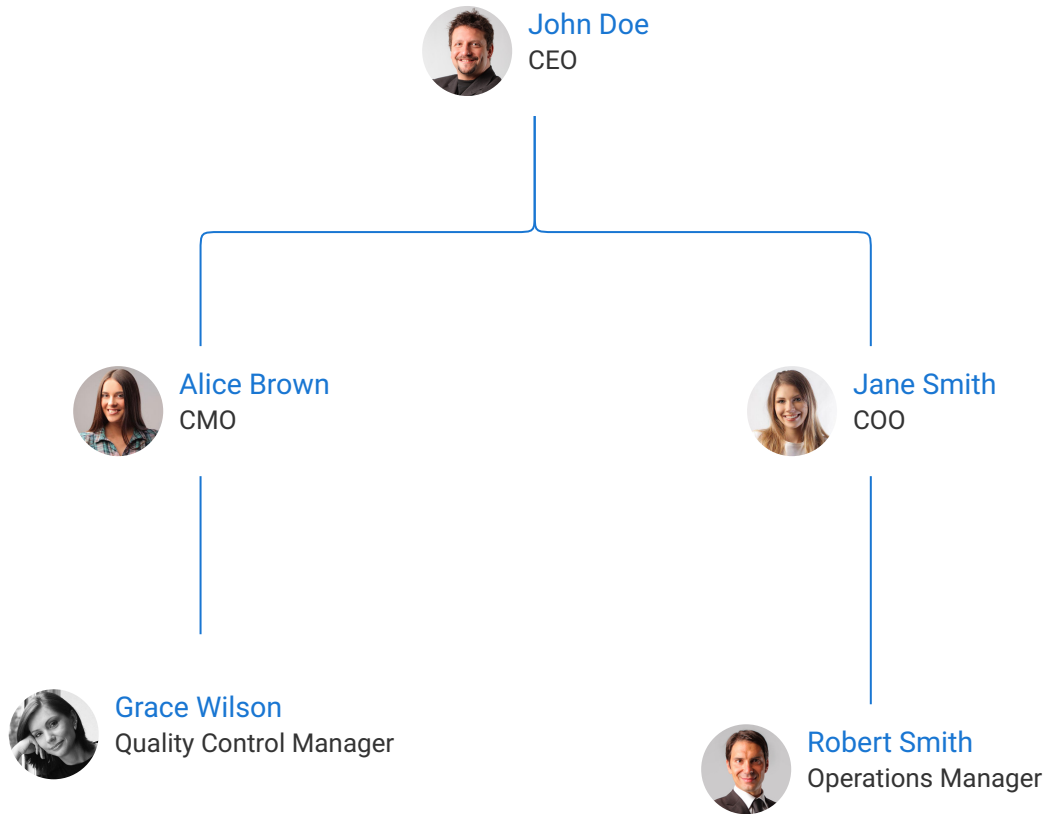 John Doe
CEO
Alice Brown
CMO
Jane Smith
COO
Grace Wilson
Quality Control Manager
Robert Smith
Operations Manager